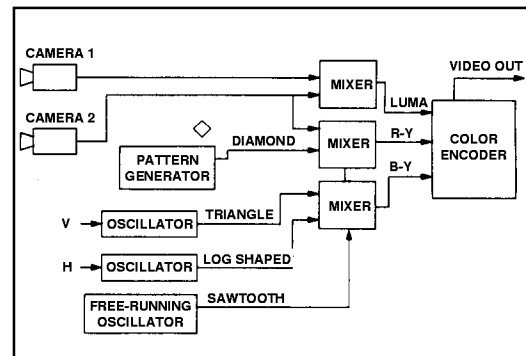 CAMERA 1
VIDEO OUT
MIXER
LUMA
CAMERA 2
R-Y
COLOR
ENCODER
DIAMOND
MIXER
PATTERN
GENERATOR
B-Y
MIXER
V
OSCILLATOR
TRIANGLE
H
OSCILLATOR
LOG SHAPED
FREE-RUNNING
OSCILLATOR
SAWTOOTH